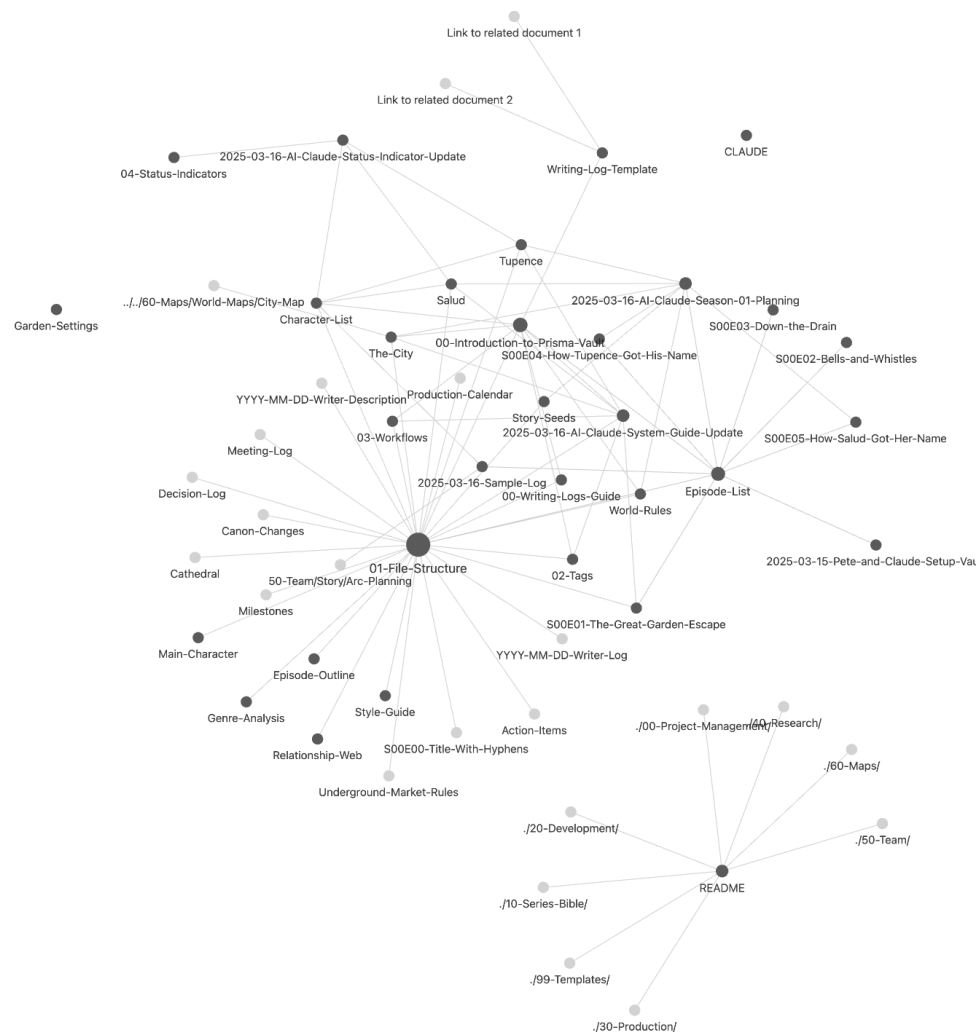 Link to related document 1
Link to related document 2
CLAUDE
2025-03-16-AI-Claude-Status-Indicator-Update
Writing-Log-Template
04-Status-Indicators
Tupence
../../60-Maps/World-Maps/City-Map
Salud
2025-03-16-AI-Claude-Season-01-Planning
Character-List
Garden-Settings
S00E03-Down-the-Drain
00-Introduction-to-Prisma-Vault
The-City
S00E04-How-Tupence-Got-His-Name
S00E02-Bells-and-Whistles
Production-Calendar
YYYY-MM-DD-Writer-Description
Story-Seeds
2025-03-16-AI-Claude-System-Guide-Update
03-Workflows
S00E05-How-Salud-Got-Her-Name
Meeting-Log
2025-03-16-Sample-Log
Episode-List
Decision-Log
00-Writing-Logs-Guide
World-Rules
Canon-Changes
2025-03-15-Pete-and-Claude-Setup-Vau
01-File-Structure
Cathedral
02-Tags
50-Team/Story/Arc-Planning
Milestones
S00E01-The-Great-Garden-Escape
Main-Character
YYYY-MM-DD-Writer-Log
Episode-Outline
Style-Guide
Genre-Analysis
Action-Items
S00E00-Title-With-Hyphens
Relationship-Web
./00-Project-Management/
./40-Research/
./60-Maps/
Underground-Market-Rules
./20-Development/
./50-Team/
README
./10-Series-Bible/
./99-Templates/
./30-Production/